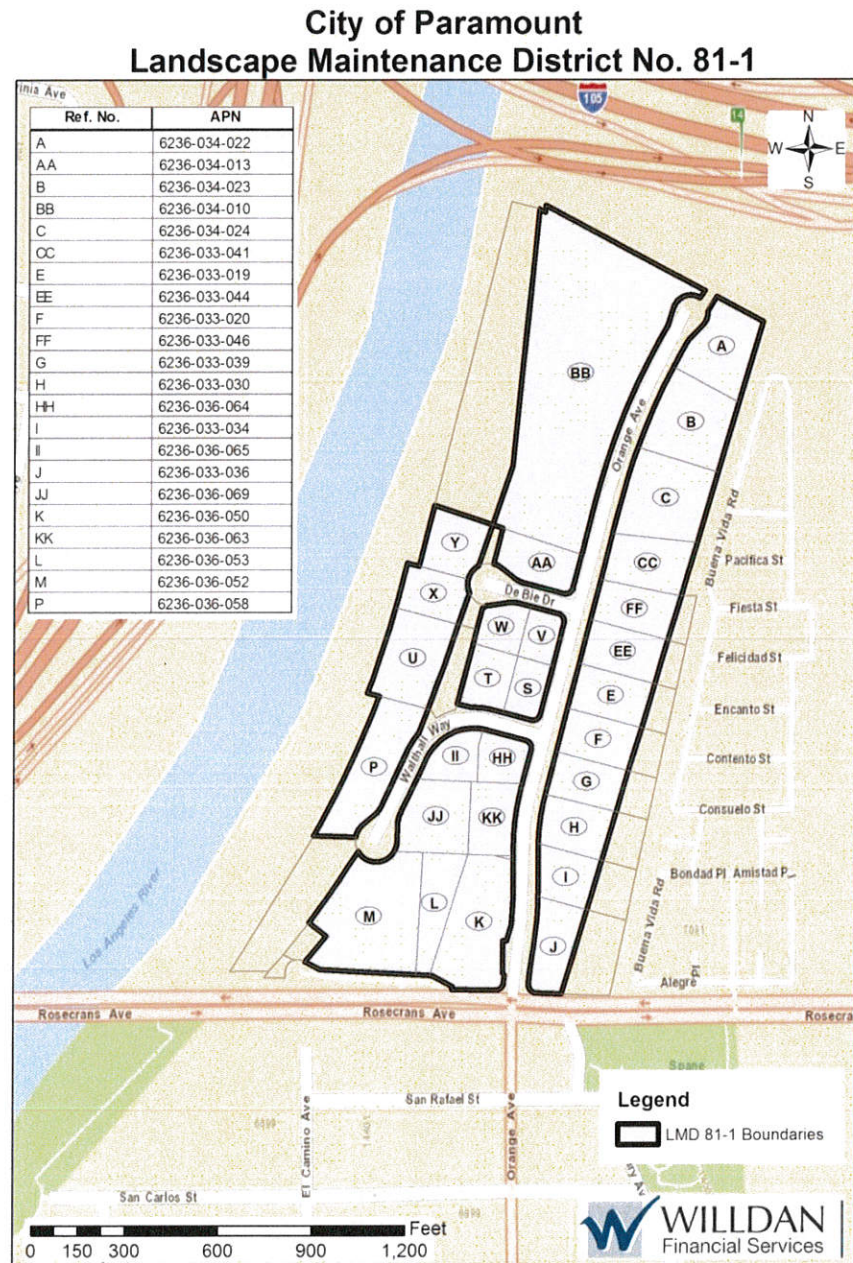 City of Paramount
Landscape Maintenance District No. 81-1
inia Ave
105
14
N
W E
S
Ref. No. APN
A 6236-034-022
AA 6236-034-013
B 6236-034-023
BB 6236-034-010
C 6236-034-024
CC 6236-033-041
E 6236-033-019
EE 6236-033-044
F 6236-033-020
FF 6236-033-046
G 6236-033-039
H 6236-033-030
HH 6236-036-064
I 6236-033-034
II 6236-036-065
J 6236-033-036
JJ 6236-036-069
K 6236-036-050
KK 6236-036-063
L 6236-036-053
M 6236-036-052
P 6236-036-058
A
BB
B
Orange Ave
C
Buena Vida Rd
Y
AA
CC
Pacifica St
X
De Bie Dr
FF
Fiesta St
W
V
EE
U
Felicidad St
T
S
E
Encanto St
Walthall Way
F
II
HH
Contento St
P
G
JJ
KK
H
Consuelo St
I
Bondad Pl
Amistad P
L
M
K
Los Angeles River
J
Buena Vida Rd
Alegre Pl
Rosecrans Ave
Rosecrans Ave
Rosecra
San Rafael St
El Camino Ave
Orange Ave
Legend
LMD 81-1 Boundaries
San Carlos St
Feet
0 150 300 600 900 1,200
WILLDAN
Financial Services